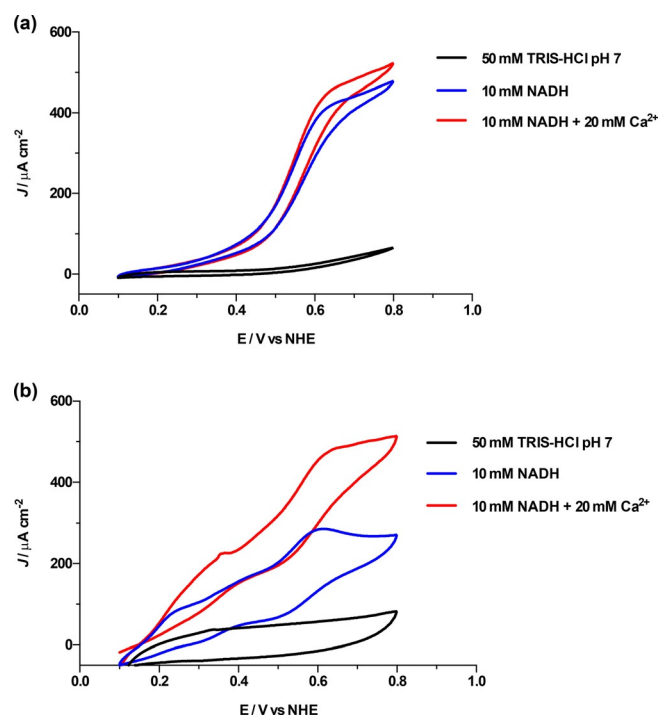 (a)
600
400
200
0
J / µA cm⁻²
0.0 0.2 0.4 0.6 0.8 1.0
E / V vs NHE
50 mM TRIS-HCl pH 7
10 mM NADH
10 mM NADH + 20 mM Ca²⁺
(b)
600
400
200
0
J / µA cm⁻²
0.0 0.2 0.4 0.6 0.8 1.0
E / V vs NHE
50 mM TRIS-HCl pH 7
10 mM NADH
10 mM NADH + 20 mM Ca²⁺